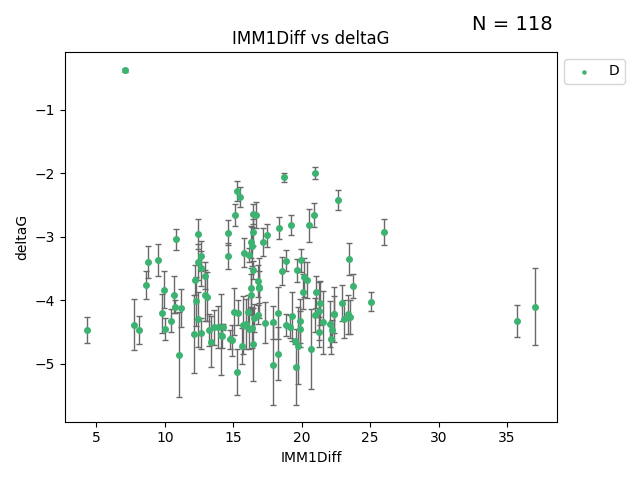 N = 118
IMM1Diff vs deltaG
D
deltaG
−1
−2
−3
−4
−5
5 10 15 20 25 30 35
IMM1Diff